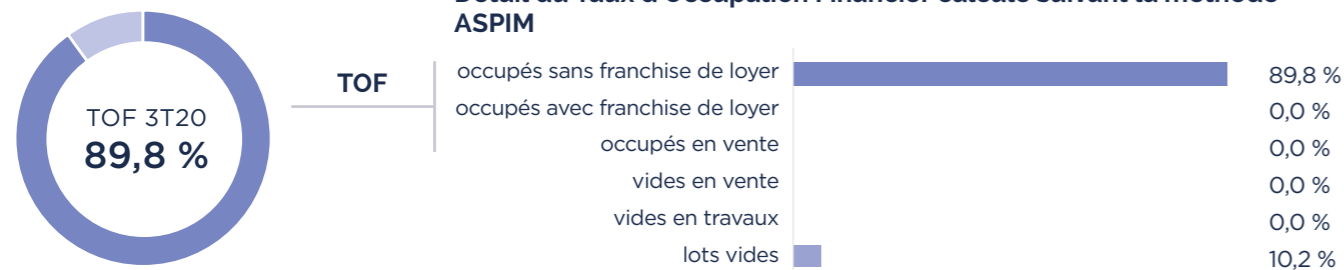 ASPIM
TOF 3T20
89,8 %
TOF
occupés sans franchise de loyer 89,8 %
occupés avec franchise de loyer 0,0 %
occupés en vente 0,0 %
vides en vente 0,0 %
vides en travaux 0,0 %
lots vides 10,2 %